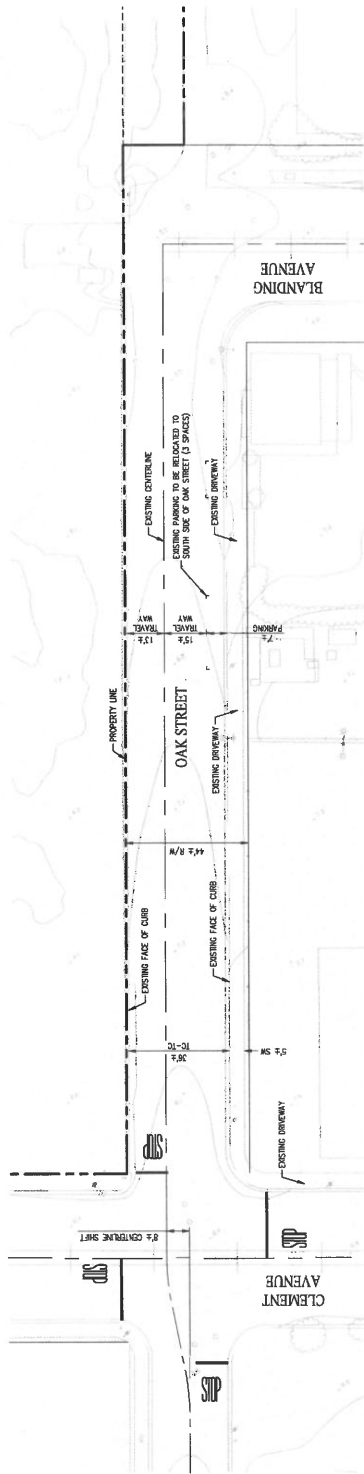 BLANDING
AVENUE
EXISTING CENTERLINE
EXISTING PARKING TO BE RELOCATED TO
SOUTH SIDE OF OAK STREET (3 SPACES)
EXISTING DRIVEWAY
PROPERTY LINE
13'±
TRAVEL
WAY
15'±
TRAVEL
WAY
7'±
PARKING
OAK STREET
EXISTING DRIVEWAY
44'± R/W
EXISTING FACE OF CURB
EXISTING FACE OF CURB
36'±
TC-TC
5'± SW
EXISTING DRIVEWAY
STOP
8'± CENTERLINE SHIFT
STOP
STOP
CLEMENT
AVENUE
STOP